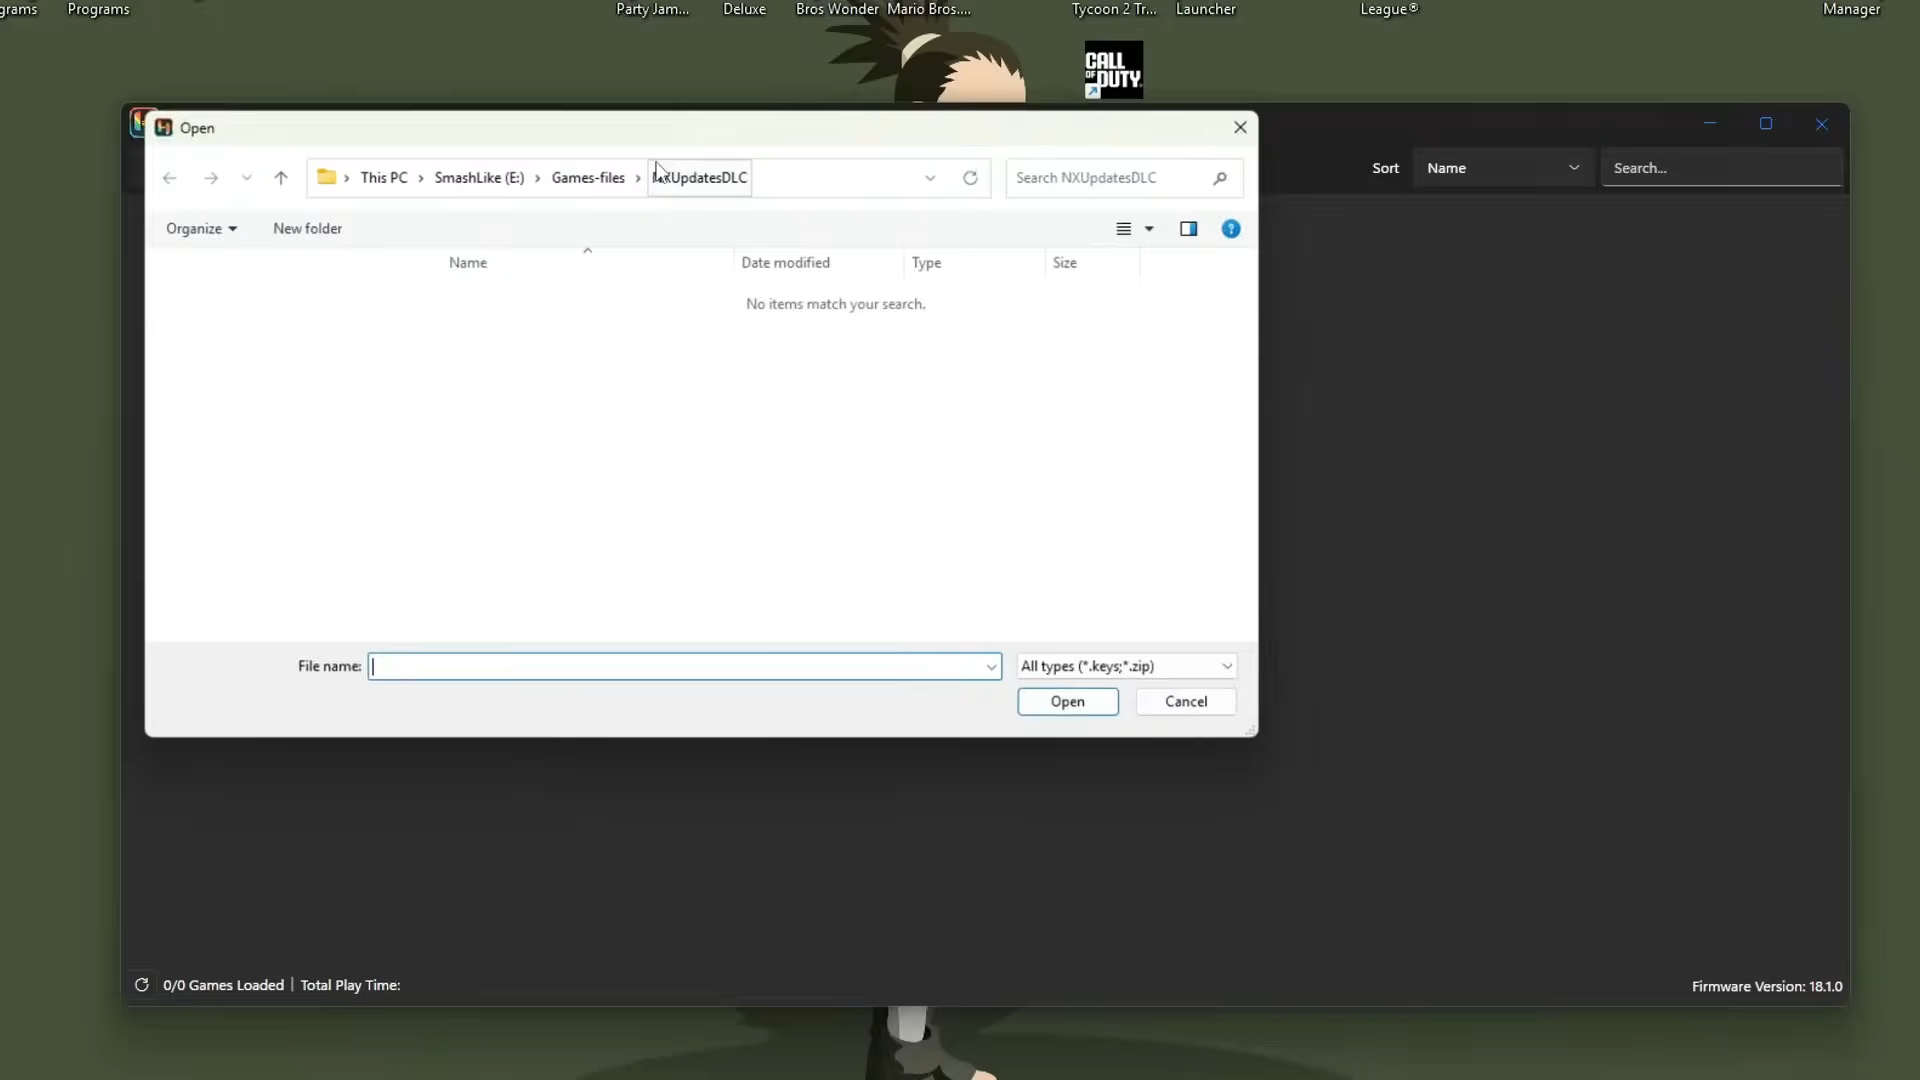 grams
Programs
Party Jam...
Deluxe
Bros Wonder
Mario Bros....
Tycoon 2 Tr...
Launcher
League®
Manager
CALL
OF DUTY
Open
This PC > SmashLike (E:) > Games-files > NXUpdatesDLC
Search NXUpdatesDLC
Sort
Name
Search...
Organize
New folder
Name
Date modified
Type
Size
No items match your search.
File name:
All types (*.keys;*.zip)
Open
Cancel
0/0 Games Loaded | Total Play Time:
Firmware Version: 18.1.0